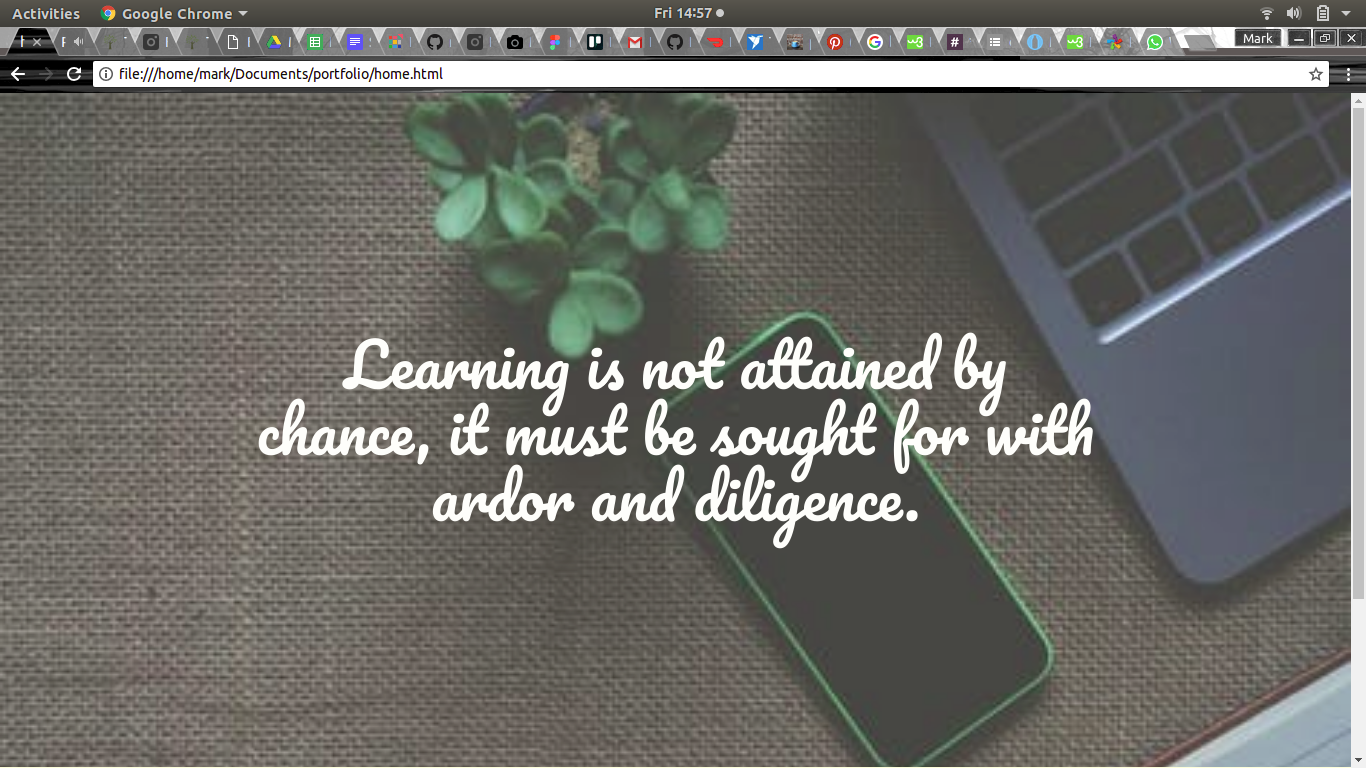 Activities Google Chrome Fri 14:57
Mark
file:///home/mark/Documents/portfolio/home.html
Learning is not attained by
chance, it must be sought for with
ardor and diligence.